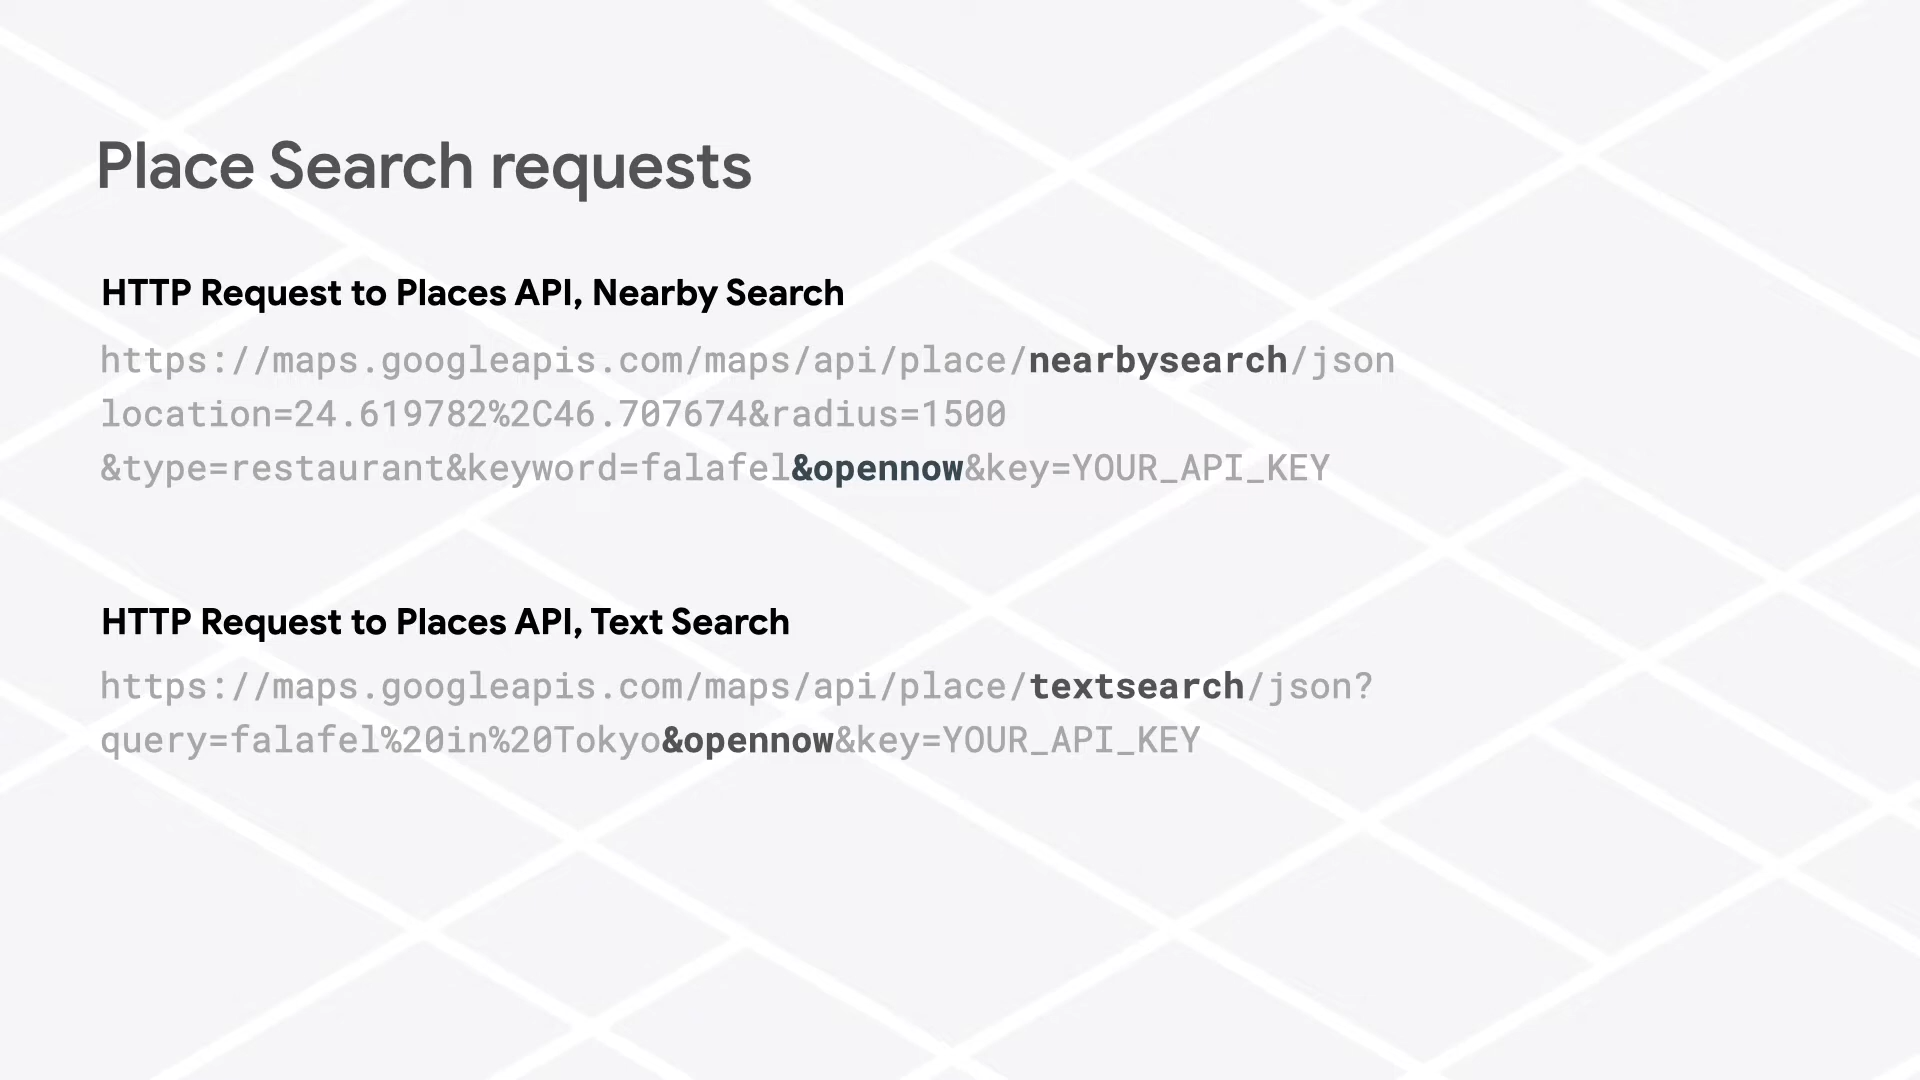 Place Search requests
HTTP Request to Places API, Nearby Search
https://maps.googleapis.com/maps/api/place/nearbysearch/json
location=24.619782%2C46.707674&radius=1500
&type=restaurant&keyword=falafel&opennow&key=YOUR_API_KEY
HTTP Request to Places API, Text Search
https://maps.googleapis.com/maps/api/place/textsearch/json?
query=falafel%20in%20Tokyo&opennow&key=YOUR_API_KEY